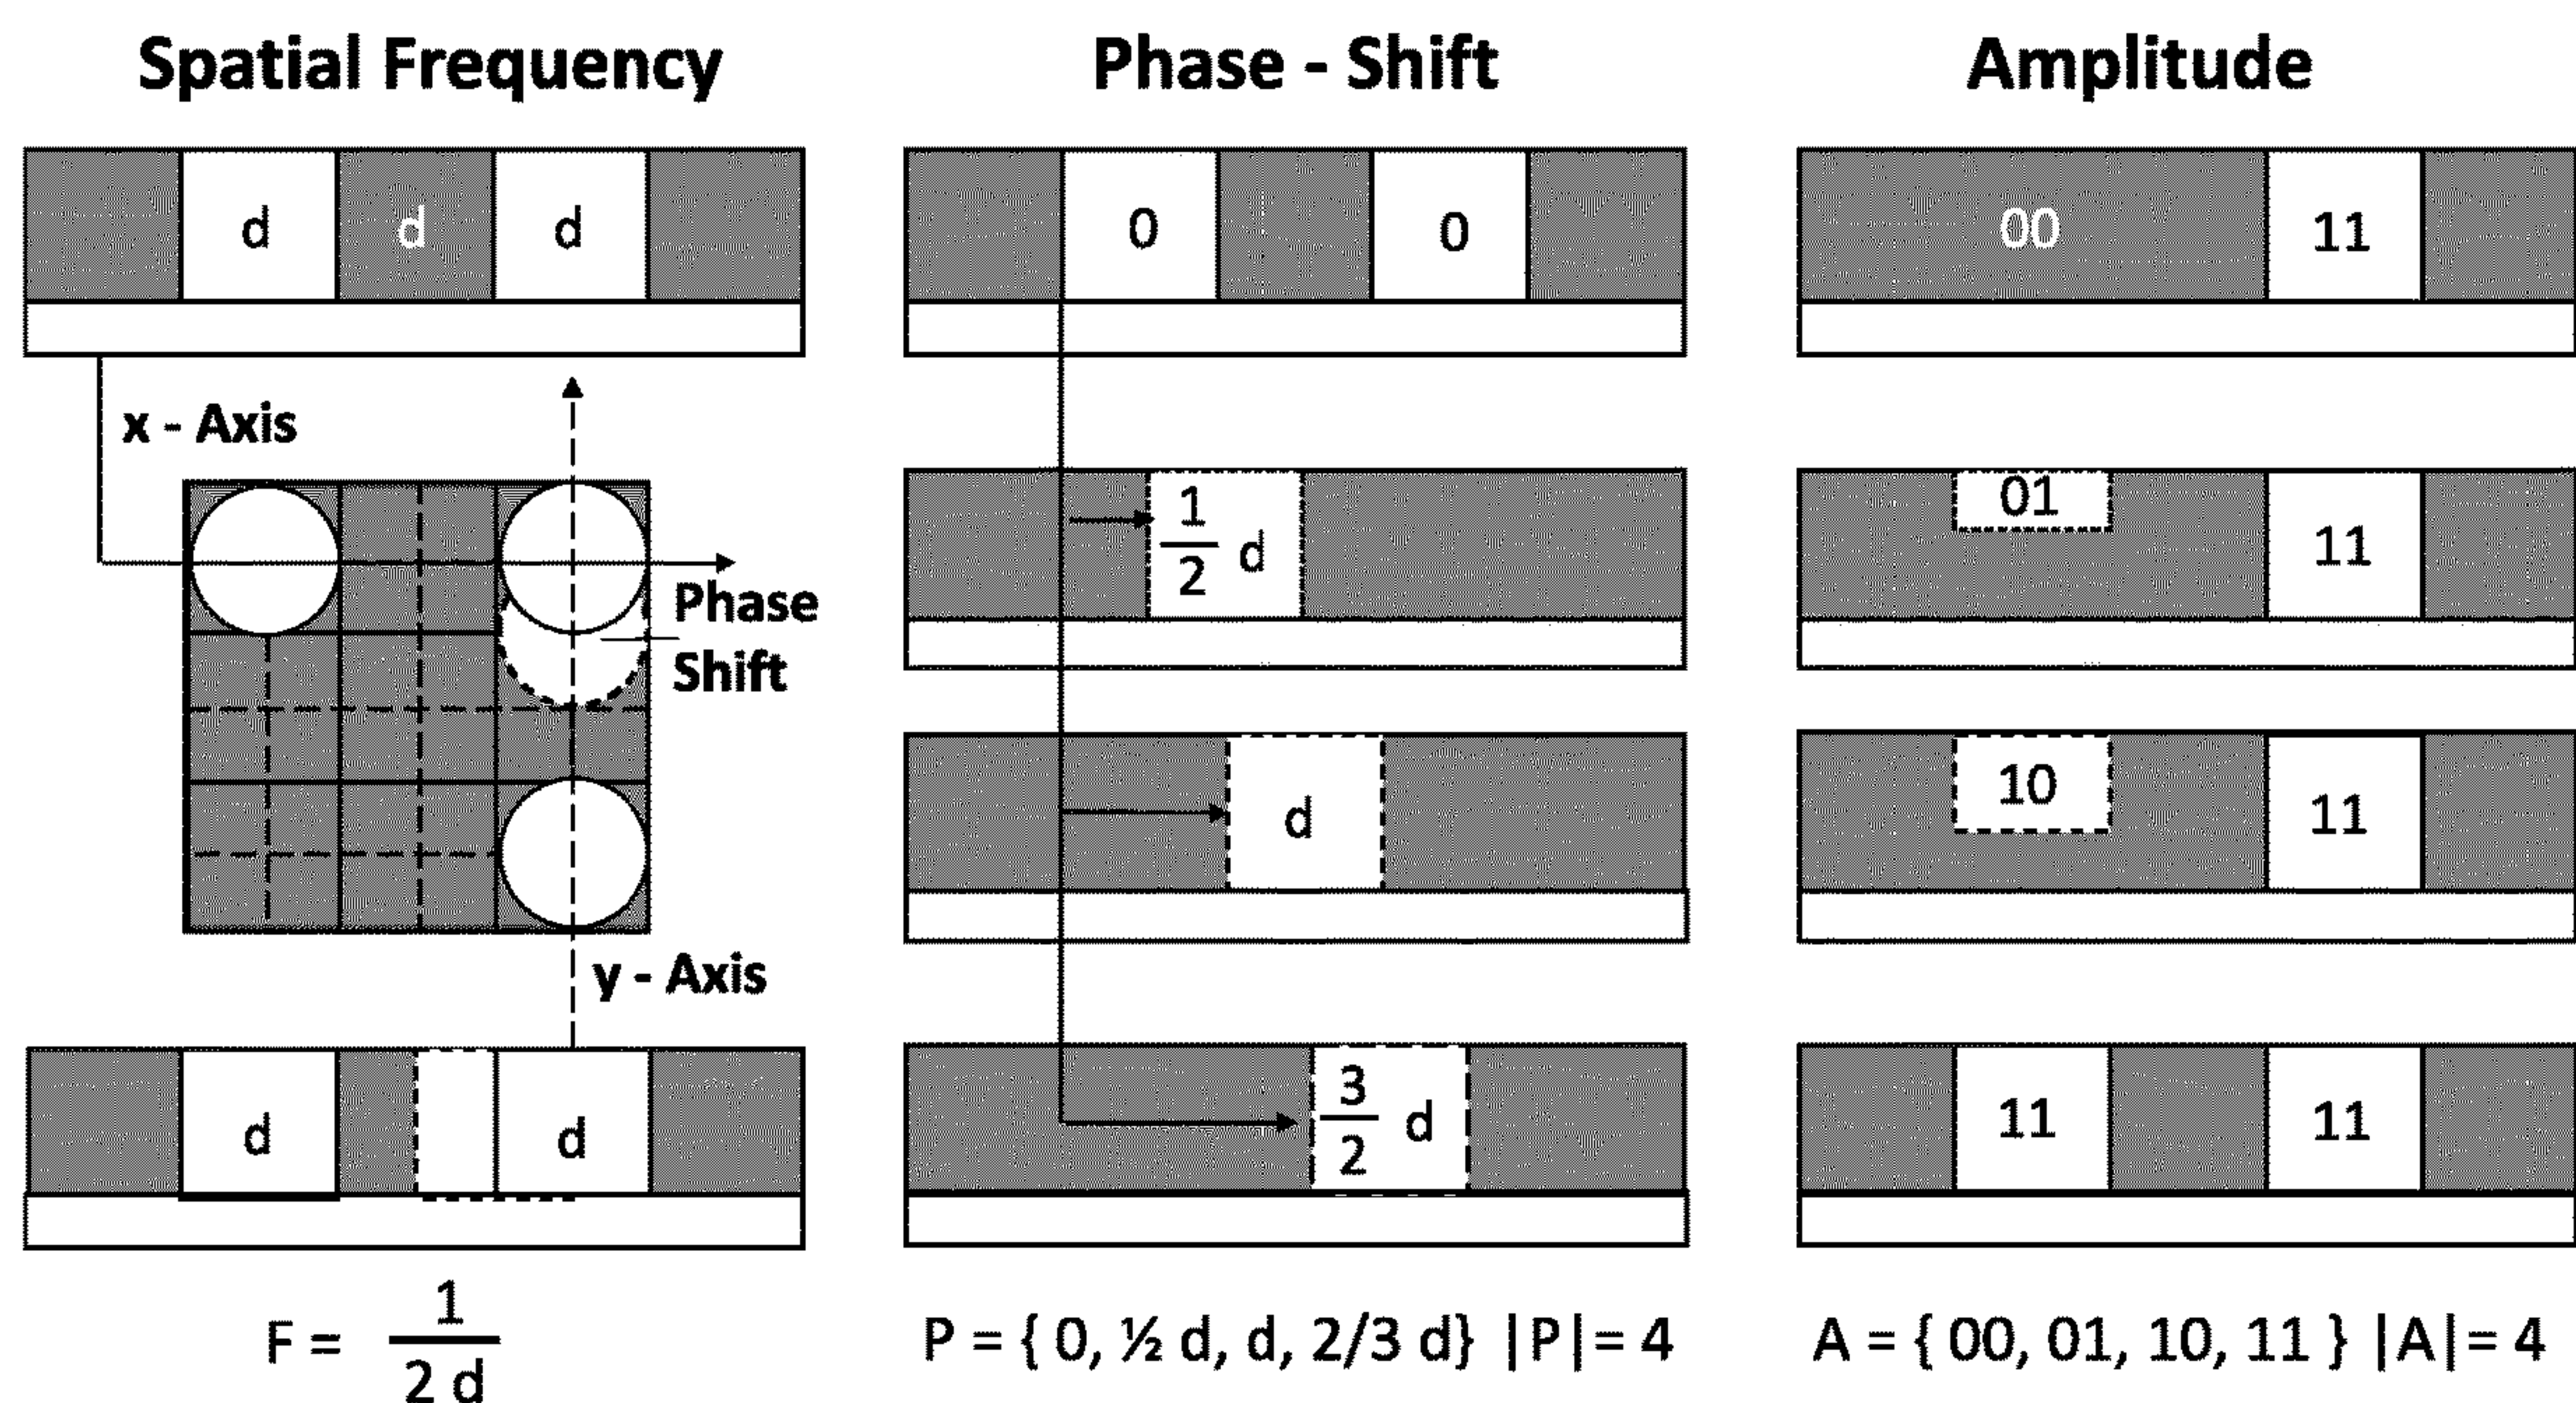 Spatial Frequency
d d d
x - Axis
Phase
Shift
y - Axis
d d
F = 1
2 d
Phase - Shift
0 0
1
2 d
d
3
2 d
P = { 0, ½ d, d, 2/3 d} |P|= 4
Amplitude
00 11
01
11
10
11
11 11
A = { 00, 01, 10, 11 } |A|= 4